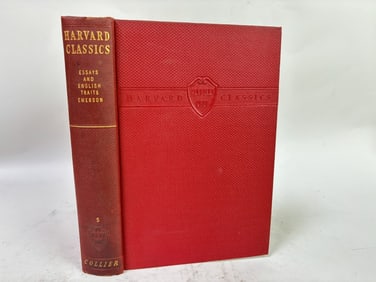 HARVARD
CLASSICS
ESSAYS
AND
ENGLISH
TRAITS
EMERSON
5
COLLIER
HARVARD CLASSICS